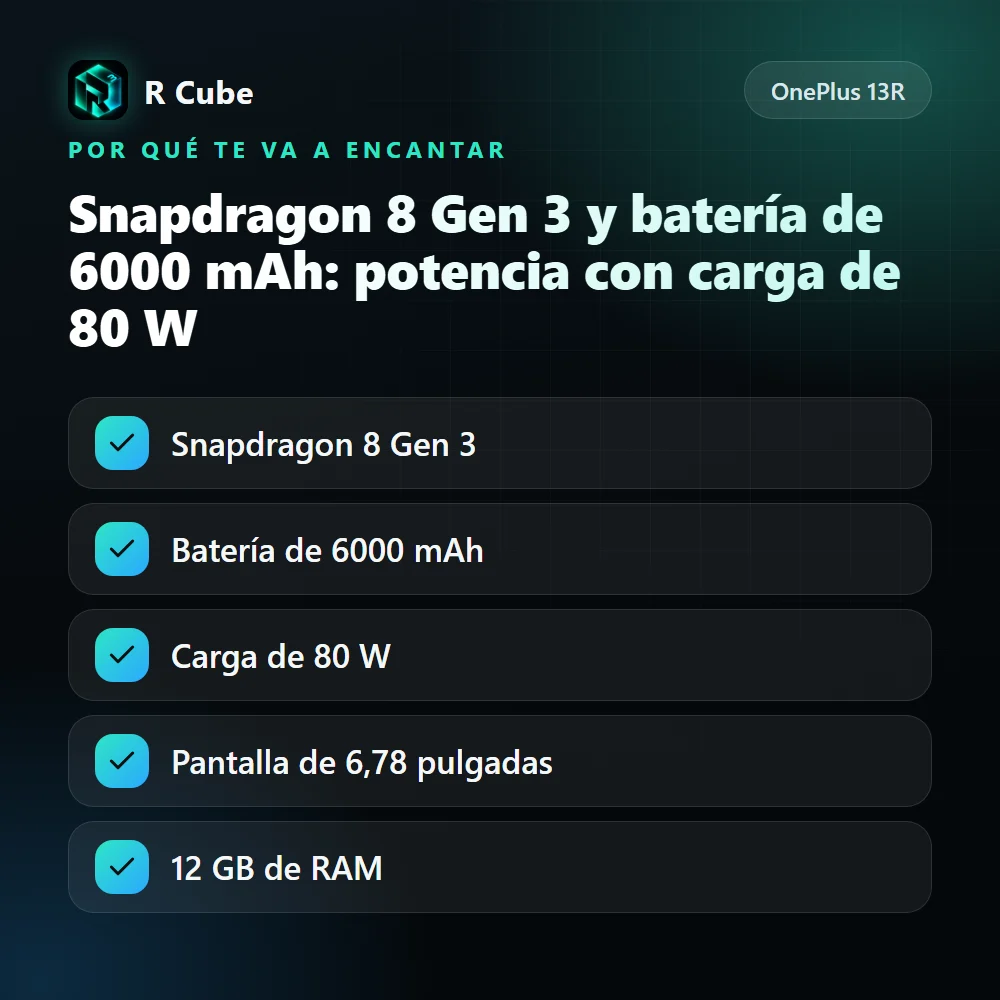 R Cube
OnePlus 13R
POR QUÉ TE VA A ENCANTAR
Snapdragon 8 Gen 3 y batería de
6000 mAh: potencia con carga de
80 W
Snapdragon 8 Gen 3
Batería de 6000 mAh
Carga de 80 W
Pantalla de 6,78 pulgadas
12 GB de RAM